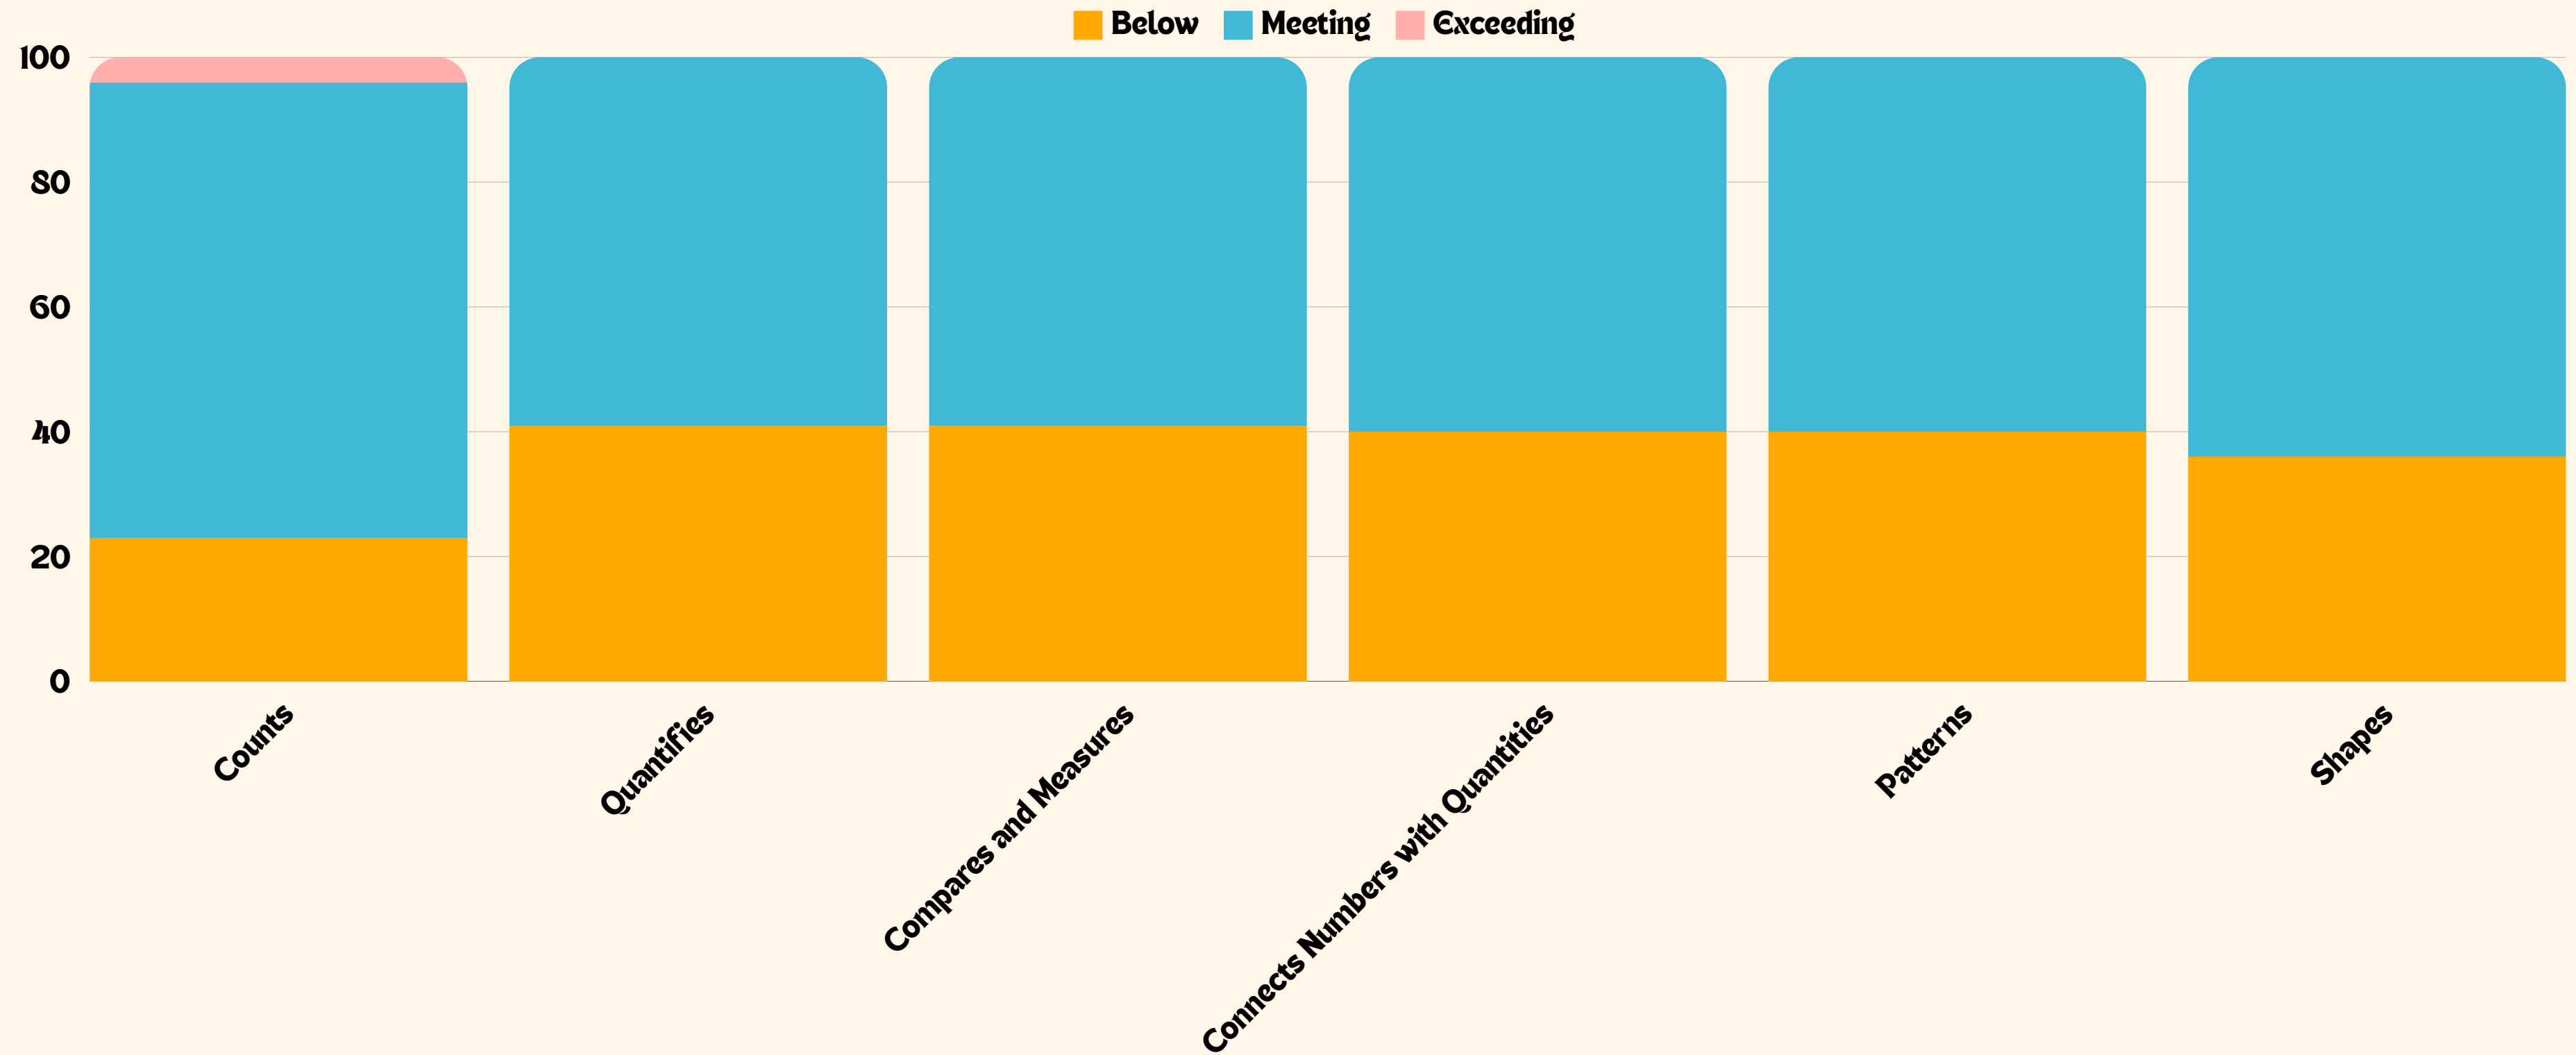 Below Meeting Exceeding
100
80
60
40
20
0
Counts
Quantifies
Compares and Measures
Connects Numbers with Quantities
Patterns
Shapes